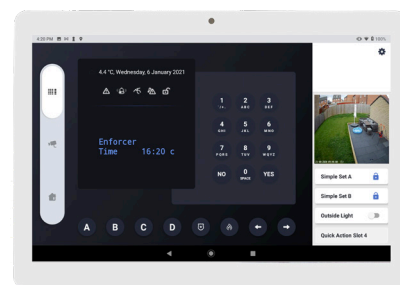 4:20 PM
100%
4.4 °C, Wednesday, 6 January 2021
Enforcer
Time 16:20 c
1
2 ABC
3 DEF
4 GHI
5 JKL
6 MNO
7 PQRS
8 TUV
9 WXYZ
NO
0 SPACE
YES
A B C D
Simple Set A
Simple Set B
Outside Light
Quick Action Slot 4